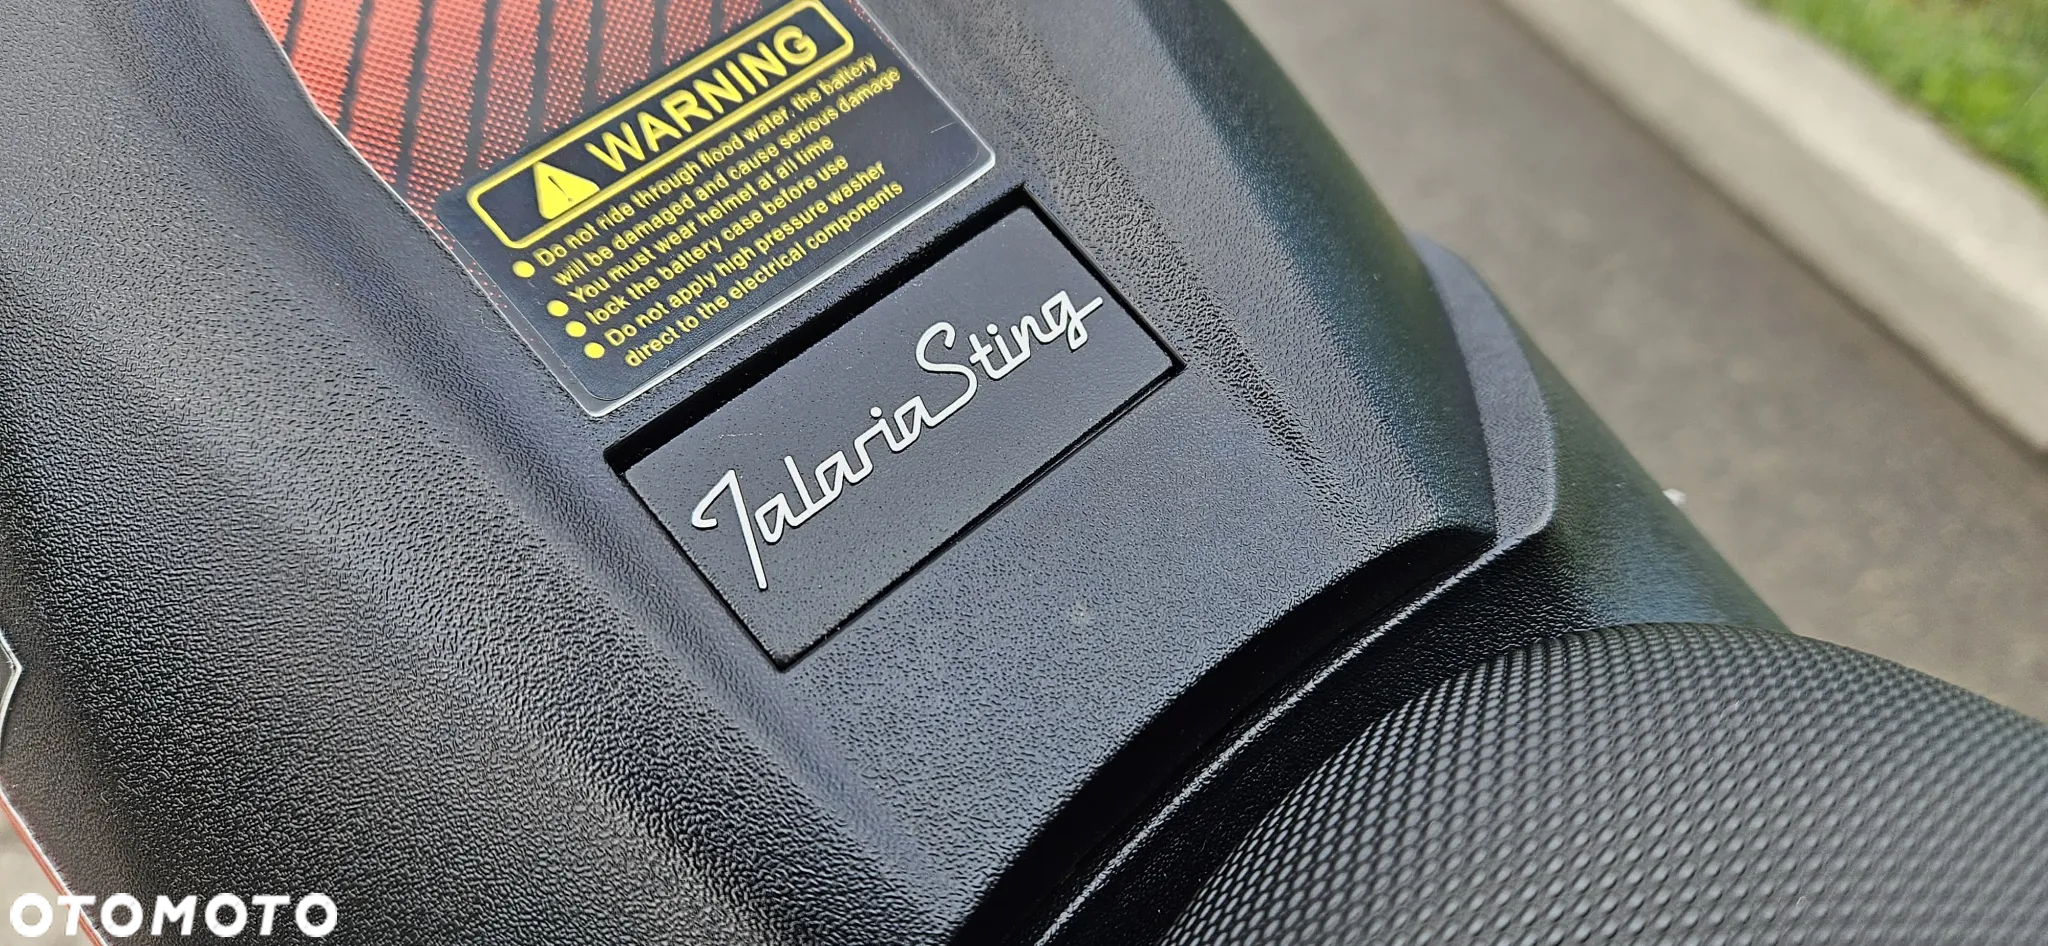 WARNING
Do not ride through flood water, the battery
will be damaged and cause serious damage
You must wear helmet at all time
lock the battery case before use
Do not apply high pressure washer
direct to the electrical components
Talaria Sting
OTOMOTO